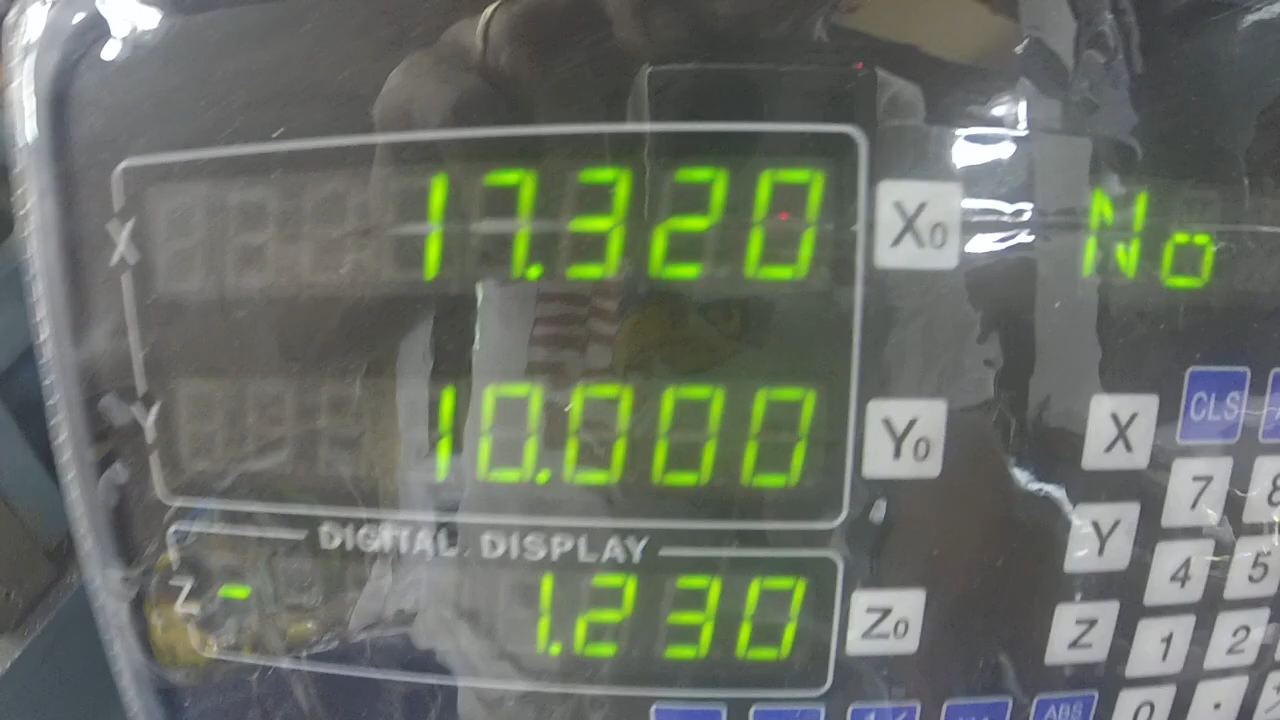 X 17.320 X0 No
Y 10.000 Y0 X CLS
7 8
Y
DIGITAL DISPLAY
4 5
Z - 1.230 Z0 Z 1 2
ABS 0 .